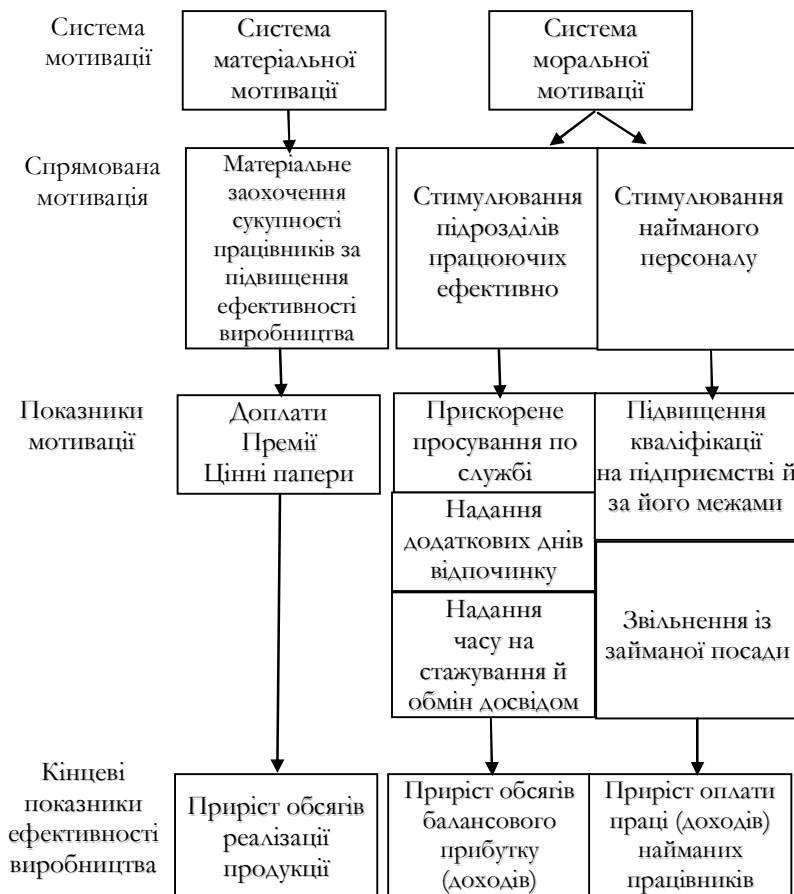 Система
мотивації
Система
матеріальної
мотивації
Система
моральної
мотивації
Спрямована
мотивація
Матеріальне
заохочення
сукупності
працівників за
підвищення
ефективності
виробництва
Стимулювання
підрозділів
працюючих
ефективно
Стимулювання
найманого
персоналу
Показники
мотивації
Доплати
Премії
Цінні папери
Прискорене
просування по
службі
Надання
додаткових днів
відпочинку
Надання
часу на
стажування й
обмін досвідом
Підвищення
кваліфікації
на підприємстві й
за його межами
Звільнення із
займаної посади
Кінцеві
показники
ефективності
виробництва
Приріст обсягів
реалізації
продукції
Приріст обсягів
балансового
прибутку
(доходів)
Приріст оплати
праці (доходів)
найманих
працівників